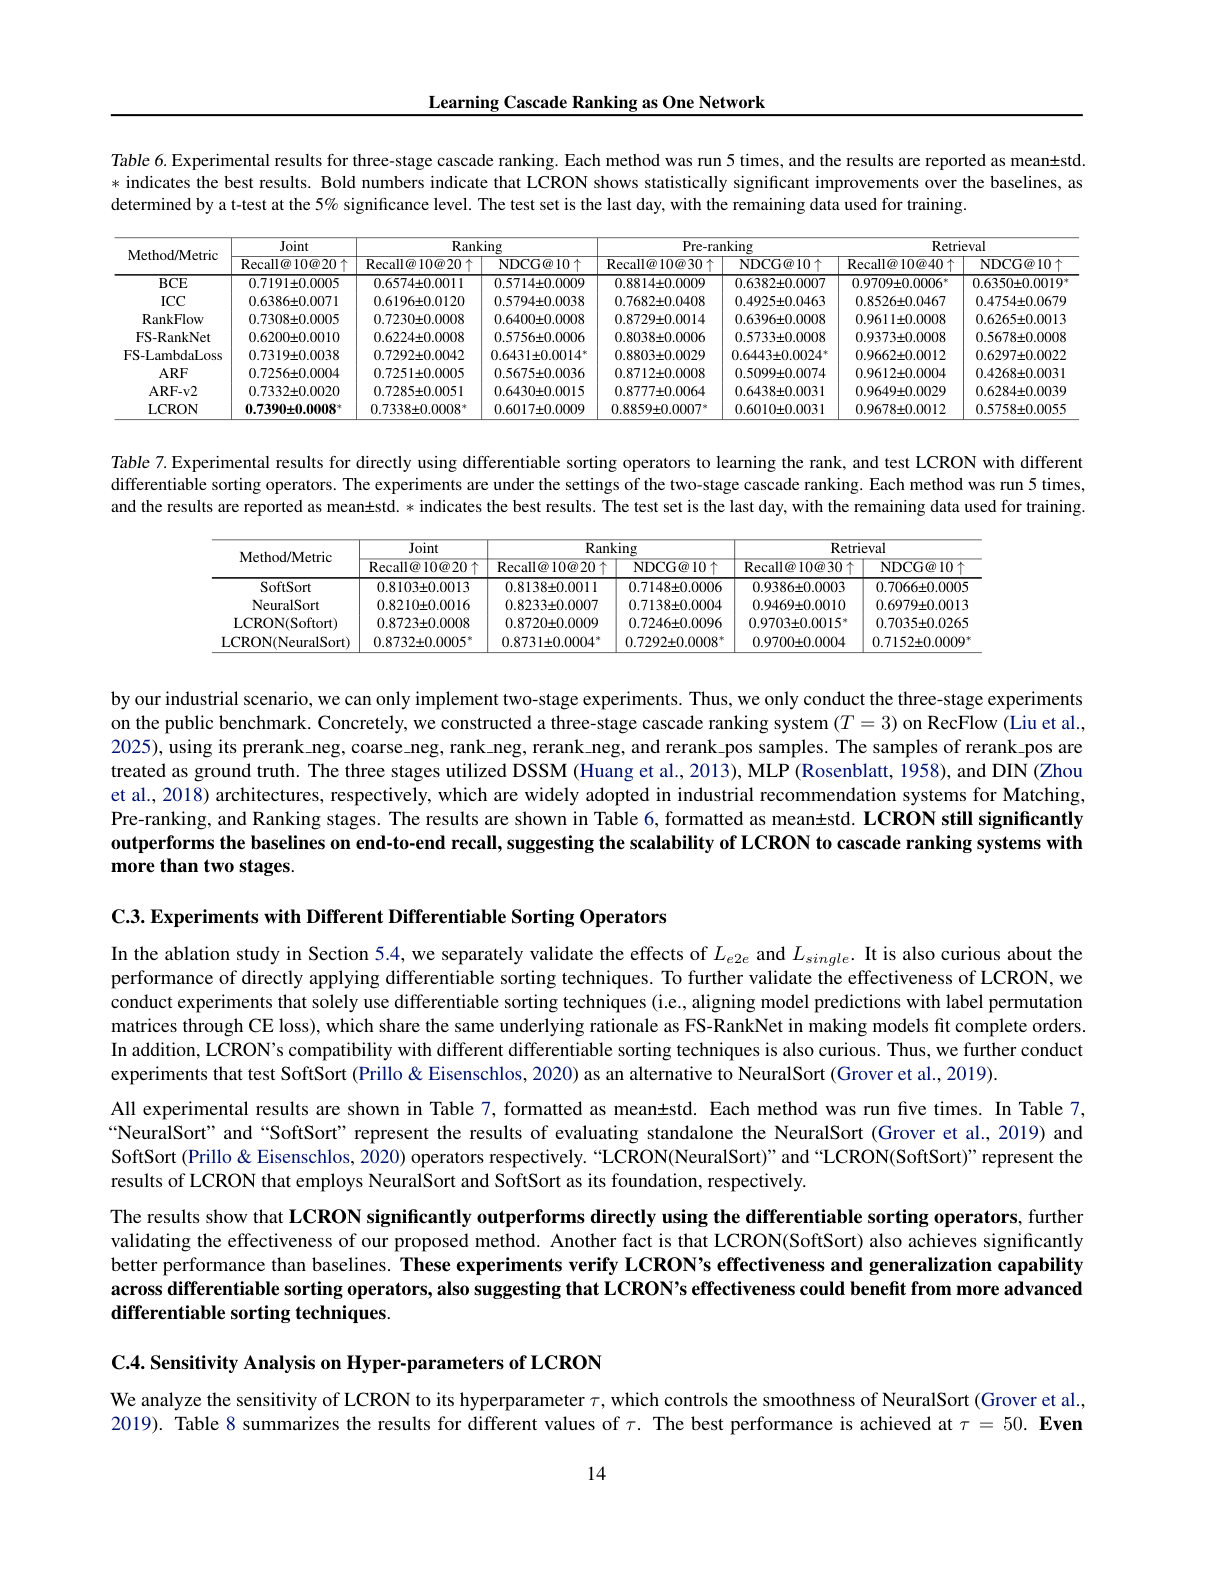 Learning Cascade Ranking as One Network
Table 6. Experimental results for three-stage cascade ranking. Each method was run 5 times, and the results are reported as mean±std.
∗ indicates the best results. Bold numbers indicate that LCRON shows statistically significant improvements over the baselines, as
determined by a t-test at the 5% significance level. The test set is the last day, with the remaining data used for training.
Method/Metric Joint Ranking Pre-ranking Retrieval
Recall@10@20 ↑ Recall@10@20 ↑ NDCG@10 ↑ Recall@10@30 ↑ NDCG@10 ↑ Recall@10@40 ↑ NDCG@10 ↑
BCE 0.7191±0.0005 0.6574±0.0011 0.5714±0.0009 0.8814±0.0009 0.6382±0.0007 0.9709±0.0006* 0.6350±0.0019*
ICC 0.6386±0.0071 0.6196±0.0120 0.5794±0.0038 0.7682±0.0408 0.4925±0.0463 0.8526±0.0467 0.4754±0.0679
RankFlow 0.7308±0.0005 0.7230±0.0008 0.6400±0.0008 0.8729±0.0014 0.6396±0.0008 0.9611±0.0008 0.6265±0.0013
FS-RankNet 0.6200±0.0010 0.6224±0.0008 0.5756±0.0006 0.8038±0.0006 0.5733±0.0008 0.9373±0.0008 0.5678±0.0008
FS-LambdaLoss 0.7319±0.0038 0.7292±0.0042 0.6431±0.0014* 0.8803±0.0029 0.6443±0.0024* 0.9662±0.0012 0.6297±0.0022
ARF 0.7256±0.0004 0.7251±0.0005 0.5675±0.0036 0.8712±0.0008 0.5099±0.0074 0.9612±0.0004 0.4268±0.0031
ARF-v2 0.7332±0.0020 0.7285±0.0051 0.6430±0.0015 0.8777±0.0064 0.6438±0.0031 0.9649±0.0029 0.6284±0.0039
LCRON 0.7390±0.0008* 0.7338±0.0008* 0.6017±0.0009 0.8859±0.0007* 0.6010±0.0031 0.9678±0.0012 0.5758±0.0055
Table 7. Experimental results for directly using differentiable sorting operators to learning the rank, and test LCRON with different
differentiable sorting operators. The experiments are under the settings of the two-stage cascade ranking. Each method was run 5 times,
and the results are reported as mean±std. ∗ indicates the best results. The test set is the last day, with the remaining data used for training.
Method/Metric Joint Ranking Retrieval
Recall@10@20 ↑ Recall@10@20 ↑ NDCG@10 ↑ Recall@10@30 ↑ NDCG@10 ↑
SoftSort 0.8103±0.0013 0.8138±0.0011 0.7148±0.0006 0.9386±0.0003 0.7066±0.0005
NeuralSort 0.8210±0.0016 0.8233±0.0007 0.7138±0.0004 0.9469±0.0010 0.6979±0.0013
LCRON(Softort) 0.8723±0.0008 0.8720±0.0009 0.7246±0.0096 0.9703±0.0015* 0.7035±0.0265
LCRON(NeuralSort) 0.8732±0.0005* 0.8731±0.0004* 0.7292±0.0008* 0.9700±0.0004 0.7152±0.0009*
by our industrial scenario, we can only implement two-stage experiments. Thus, we only conduct the three-stage experiments
on the public benchmark. Concretely, we constructed a three-stage cascade ranking system (T = 3) on RecFlow (Liu et al.,
2025), using its prerank_neg, coarse_neg, rank_neg, rerank_neg, and rerank_pos samples. The samples of rerank_pos are
treated as ground truth. The three stages utilized DSSM (Huang et al., 2013), MLP (Rosenblatt, 1958), and DIN (Zhou
et al., 2018) architectures, respectively, which are widely adopted in industrial recommendation systems for Matching,
Pre-ranking, and Ranking stages. The results are shown in Table 6, formatted as mean±std. LCRON still significantly
outperforms the baselines on end-to-end recall, suggesting the scalability of LCRON to cascade ranking systems with
more than two stages.
C.3. Experiments with Different Differentiable Sorting Operators
In the ablation study in Section 5.4, we separately validate the effects of L_{e2e} and L_{single}. It is also curious about the
performance of directly applying differentiable sorting techniques. To further validate the effectiveness of LCRON, we
conduct experiments that solely use differentiable sorting techniques (i.e., aligning model predictions with label permutation
matrices through CE loss), which share the same underlying rationale as FS-RankNet in making models fit complete orders.
In addition, LCRON's compatibility with different differentiable sorting techniques is also curious. Thus, we further conduct
experiments that test SoftSort (Prillo & Eisenschlos, 2020) as an alternative to NeuralSort (Grover et al., 2019).
All experimental results are shown in Table 7, formatted as mean±std. Each method was run five times. In Table 7,
“NeuralSort” and “SoftSort” represent the results of evaluating standalone the NeuralSort (Grover et al., 2019) and
SoftSort (Prillo & Eisenschlos, 2020) operators respectively. “LCRON(NeuralSort)” and “LCRON(SoftSort)” represent the
results of LCRON that employs NeuralSort and SoftSort as its foundation, respectively.
The results show that LCRON significantly outperforms directly using the differentiable sorting operators, further
validating the effectiveness of our proposed method. Another fact is that LCRON(SoftSort) also achieves significantly
better performance than baselines. These experiments verify LCRON's effectiveness and generalization capability
across differentiable sorting operators, also suggesting that LCRON's effectiveness could benefit from more advanced
differentiable sorting techniques.
C.4. Sensitivity Analysis on Hyper-parameters of LCRON
We analyze the sensitivity of LCRON to its hyperparameter τ, which controls the smoothness of NeuralSort (Grover et al.,
2019). Table 8 summarizes the results for different values of τ. The best performance is achieved at τ = 50. Even
14